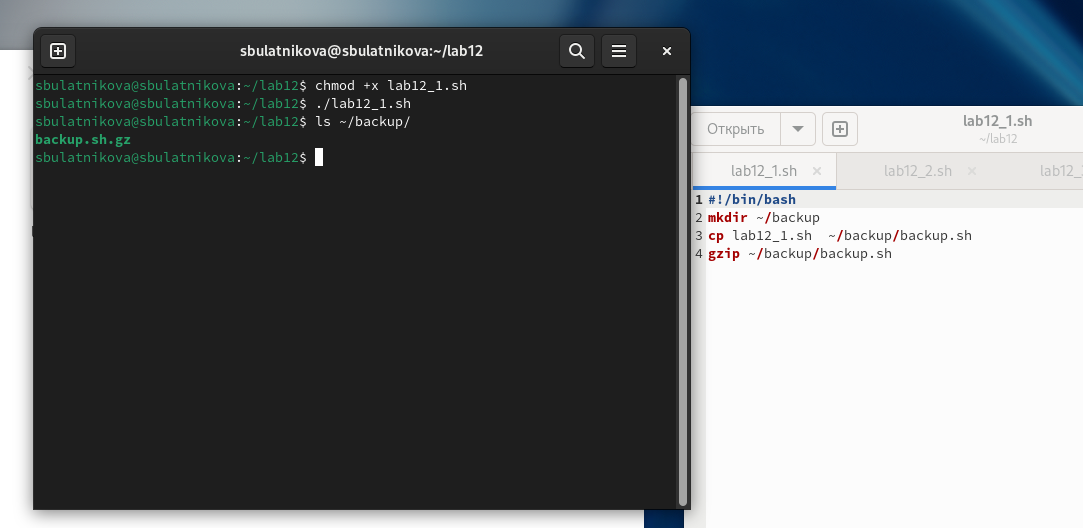 sbulatnikova@sbulatnikova:~/lab12
sbulatnikova@sbulatnikova:~/lab12$ chmod +x lab12_1.sh
sbulatnikova@sbulatnikova:~/lab12$ ./lab12_1.sh
sbulatnikova@sbulatnikova:~/lab12$ ls ~/backup/
backup.sh.gz
sbulatnikova@sbulatnikova:~/lab12$
Открыть
lab12_1.sh
~/lab12
lab12_1.sh
lab12_2.sh
1 #!/bin/bash
2 mkdir ~/backup
3 cp lab12_1.sh  ~/backup/backup.sh
4 gzip ~/backup/backup.sh